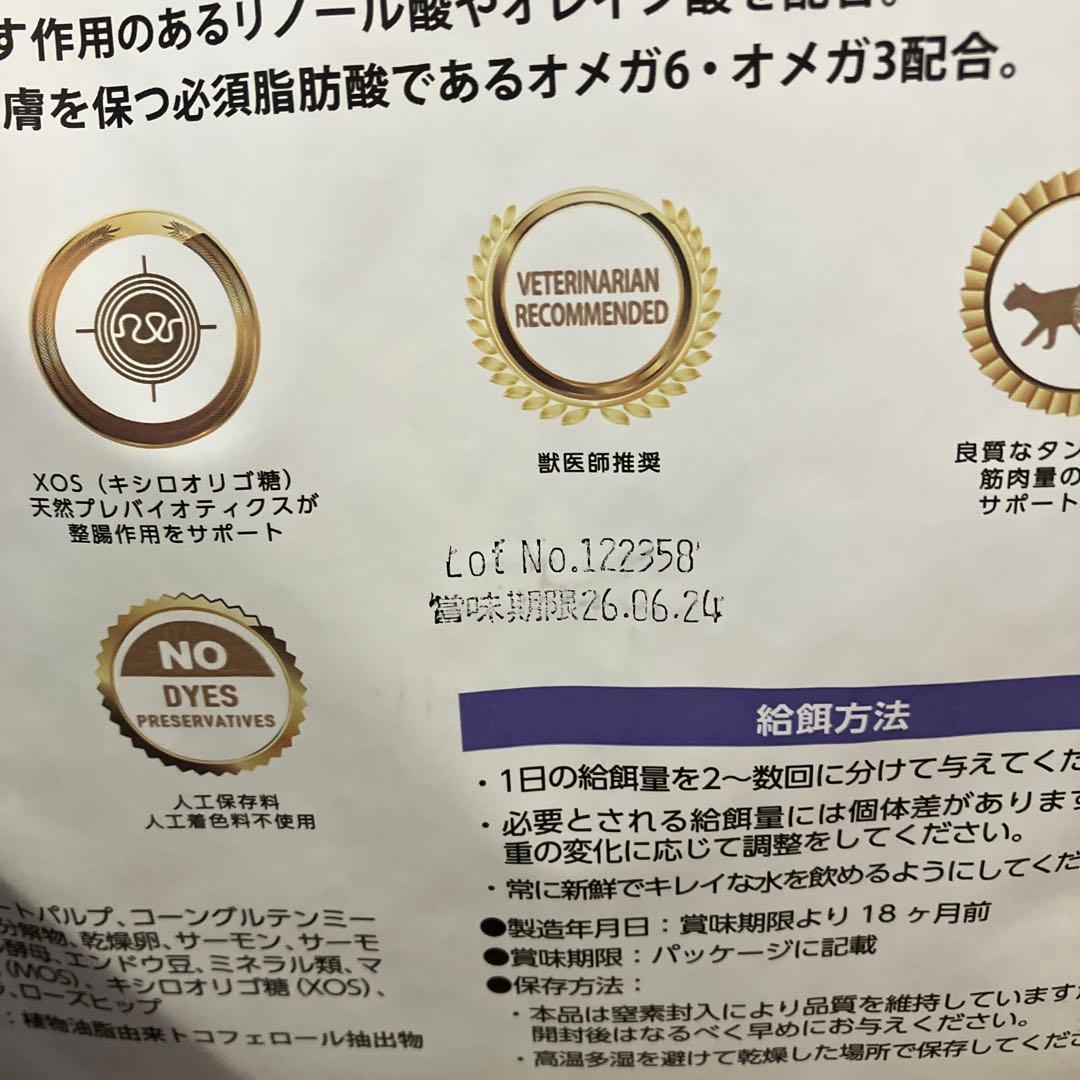 す作用のあるリノール酸やオレイン酸を配合。
膚を保つ必須脂肪酸であるオメガ6・オメガ3配合。
VETERINARIAN
RECOMMENDED
XOS（キシロオリゴ糖）
天然プレバイオティクスが
整腸作用をサポート
獣医師推奨
良質なタン
筋肉量の
サポート
Lot No.122358
賞味期限26.06.24
NO
DYES
PRESERVATIVES
人工保存料
人工着色料不使用
給餌方法
・1日の給餌量を2〜数回に分けて与えてくだ
・必要とされる給餌量には個体差があります
重の変化に応じて調整をしてください。
・常に新鮮でキレイな水を飲めるようにしてくだ
●製造年月日：賞味期限より 18 ヶ月前
●賞味期限：パッケージに記載
●保存方法：
・本品は窒素封入により品質を維持しています
開封後はなるべく早めにお与えください。
・高温多湿を避けて乾燥した場所で保存してくだ
ートパルプ、コーングルテンミー
分解物、乾燥卵、サーモン、サーモ
酵母、エンドウ豆、ミネラル類、マ
(MOS)、キシロオリゴ糖 (XOS)、
、ローズヒップ
：植物油脂由来トコフェロール抽出物